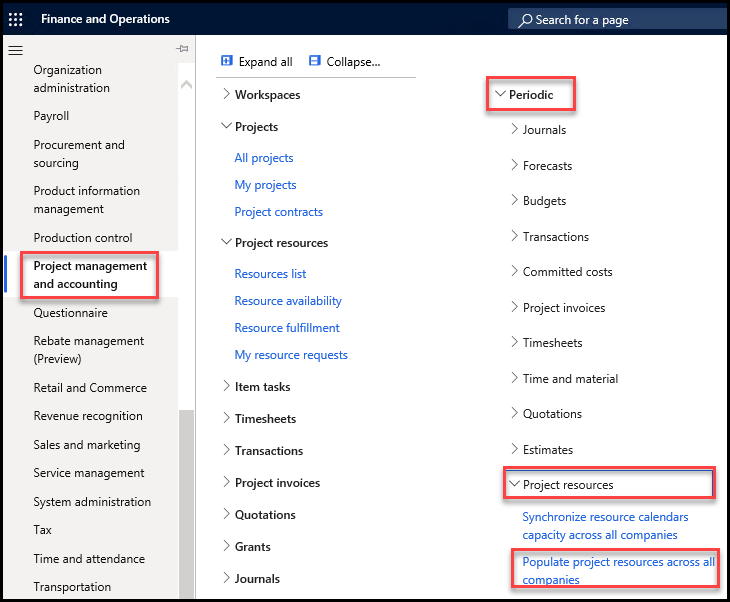 Finance and Operations
Search for a page
Organization
administration
Payroll
Procurement and
sourcing
Product information
management
Production control
Project management
and accounting
Questionnaire
Rebate management
(Preview)
Retail and Commerce
Revenue recognition
Sales and marketing
Service management
System administration
Tax
Time and attendance
Transportation
Expand all
Collapse...
Workspaces
Projects
All projects
My projects
Project contracts
Project resources
Resources list
Resource availability
Resource fulfillment
My resource requests
Item tasks
Timesheets
Transactions
Project invoices
Quotations
Grants
Journals
Periodic
Journals
Forecasts
Budgets
Transactions
Committed costs
Project invoices
Timesheets
Time and material
Quotations
Estimates
Project resources
Synchronize resource calendars
capacity across all companies
Populate project resources across all
companies